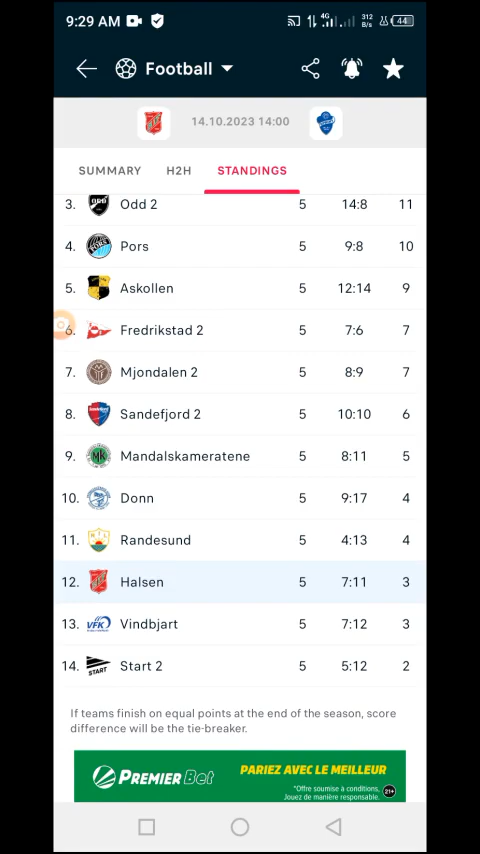 9:29 AM 4G 312 B/s 44
Football
14.10.2023 14:00
SUMMARY H2H STANDINGS
3. ODD Odd 2 5 14:8 11
4. PORS Pors 5 9:8 10
5. Askollen 5 12:14 9
6. Fredrikstad 2 5 7:6 7
7. Mjondalen 2 5 8:9 7
8. Sandefjord 2 5 10:10 6
9. MK Mandalskameratene 5 8:11 5
10. Donn 5 9:17 4
11. Randesund 5 4:13 4
12. Halsen 5 7:11 3
13. VFK Vindbjart 5 7:12 3
14. START Start 2 5 5:12 2
If teams finish on equal points at the end of the season, score
difference will be the tie-breaker.
PREMIER Bet PARIEZ AVEC LE MEILLEUR
*Offre soumise à conditions.
Jouez de manière responsable. 21+